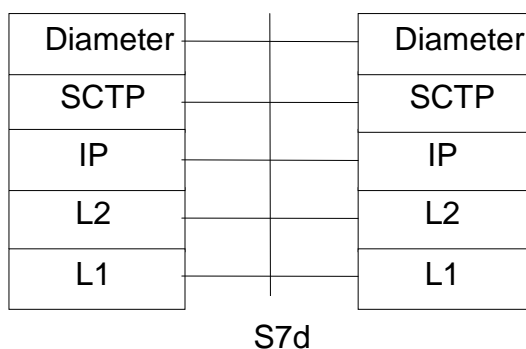 Diameter Diameter
SCTP SCTP
IP IP
L2 L2
L1 L1
S7d